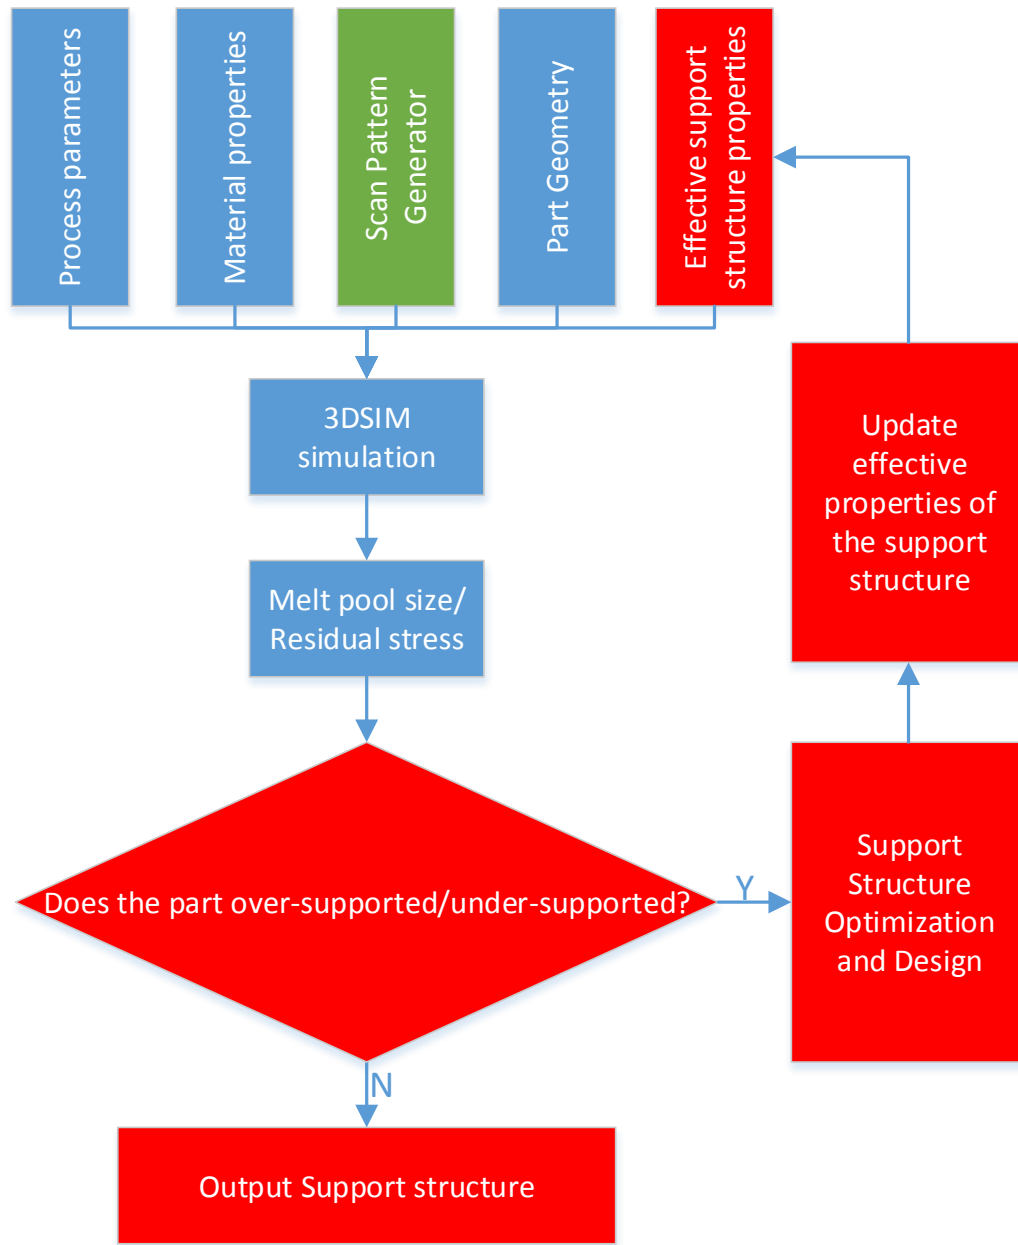 Process parameters
Material properties
Scan Pattern
Generator
Part Geometry
Effective support
structure properties
3DSIM
simulation
Melt pool size/
Residual stress
Does the part over-supported/under-supported?
Y
N
Output Support structure
Support
Structure
Optimization
and Design
Update
effective
properties of
the support
structure